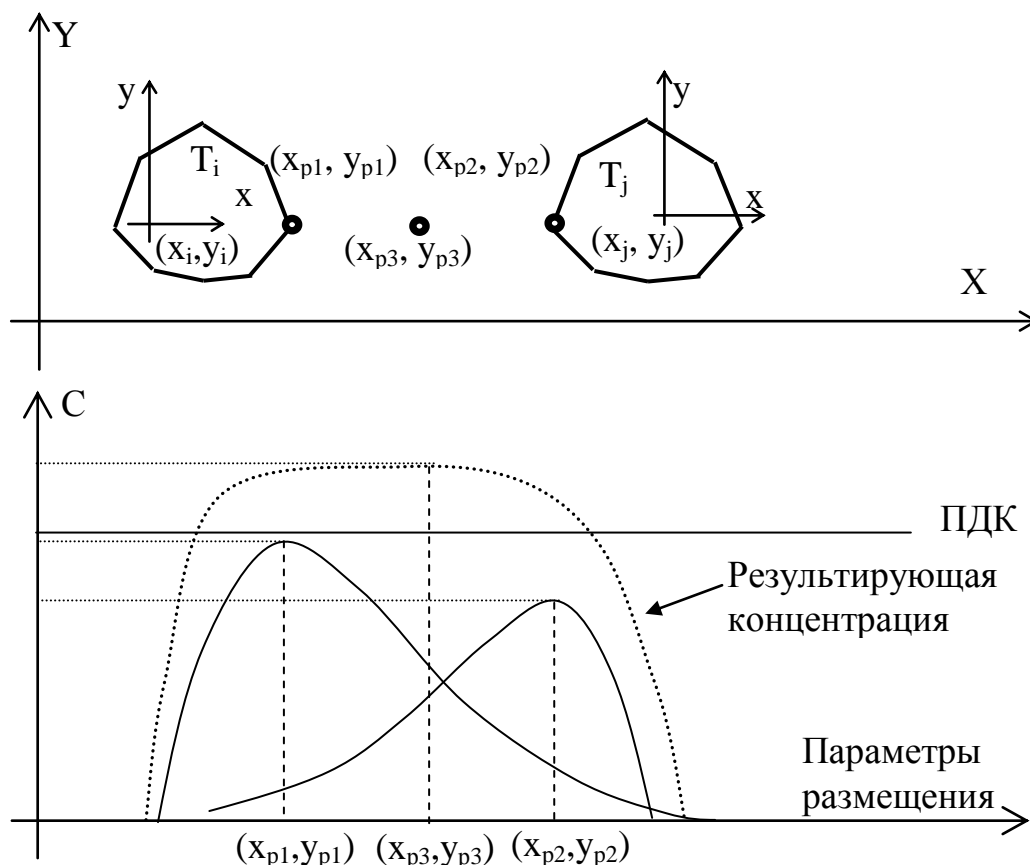 Y
y
y
T_i
(x_p1, y_p1)
(x_p2, y_p2)
T_j
x
x
(x_i,y_i)
(x_p3, y_p3)
(x_j, y_j)
X
C
ПДК
Результирующая
концентрация
Параметры
размещения
(x_p1,y_p1)
(x_p3,y_p3)
(x_p2,y_p2)